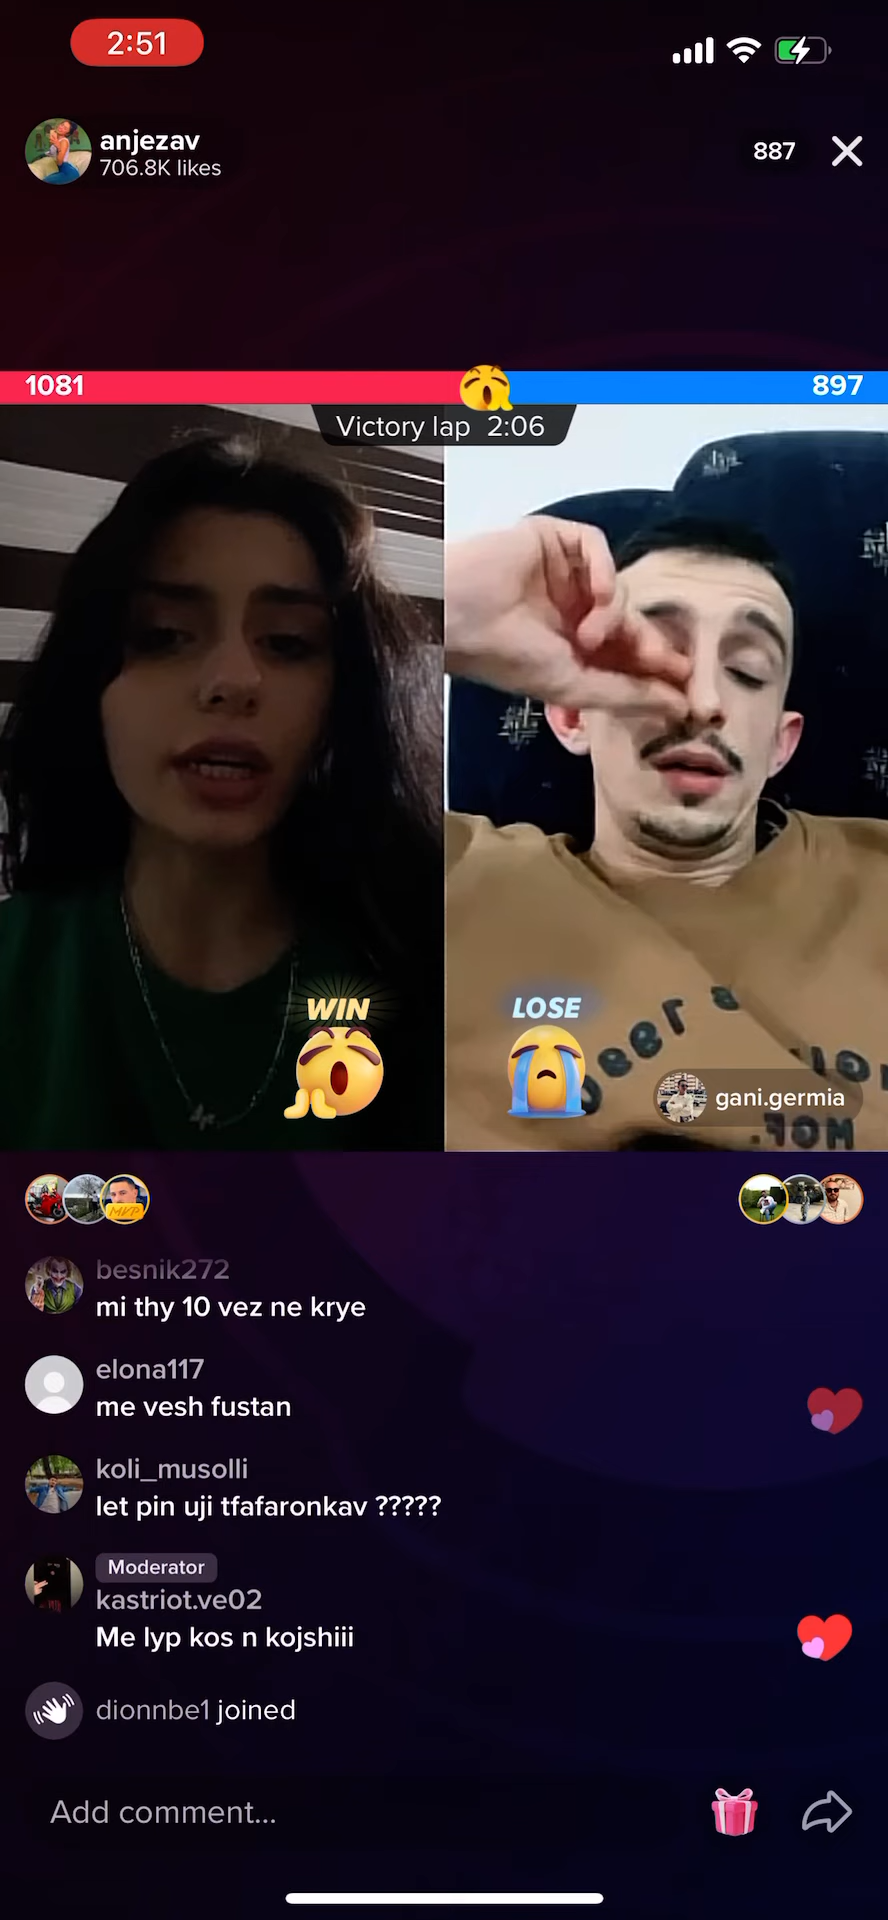 2:51
anjezav
706.8K likes
887
1081
897
Victory lap 2:06
WIN
LOSE
gani.germia
MVP
besnik272
mi thy 10 vez ne krye
elona117
me vesh fustan
koli_musolli
let pin uji tfafaronkav ?????
Moderator
kastriot.ve02
Me lyp kos n kojshiii
dionnbe1 joined
Add comment...